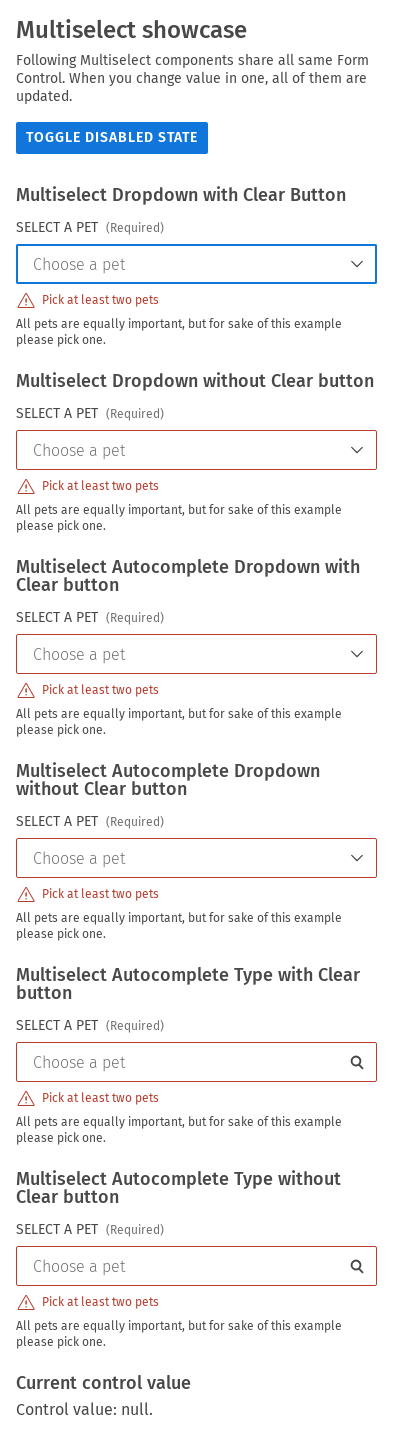 Multiselect showcase
Following Multiselect components share all same Form
Control. When you change value in one, all of them are
updated.
TOGGLE DISABLED STATE
Multiselect Dropdown with Clear Button
SELECT A PET (Required)
Choose a pet
Pick at least two pets
All pets are equally important, but for sake of this example
please pick one.
Multiselect Dropdown without Clear button
SELECT A PET (Required)
Choose a pet
Pick at least two pets
All pets are equally important, but for sake of this example
please pick one.
Multiselect Autocomplete Dropdown with
Clear button
SELECT A PET (Required)
Choose a pet
Pick at least two pets
All pets are equally important, but for sake of this example
please pick one.
Multiselect Autocomplete Dropdown
without Clear button
SELECT A PET (Required)
Choose a pet
Pick at least two pets
All pets are equally important, but for sake of this example
please pick one.
Multiselect Autocomplete Type with Clear
button
SELECT A PET (Required)
Choose a pet
Pick at least two pets
All pets are equally important, but for sake of this example
please pick one.
Multiselect Autocomplete Type without
Clear button
SELECT A PET (Required)
Choose a pet
Pick at least two pets
All pets are equally important, but for sake of this example
please pick one.
Current control value
Control value: null.